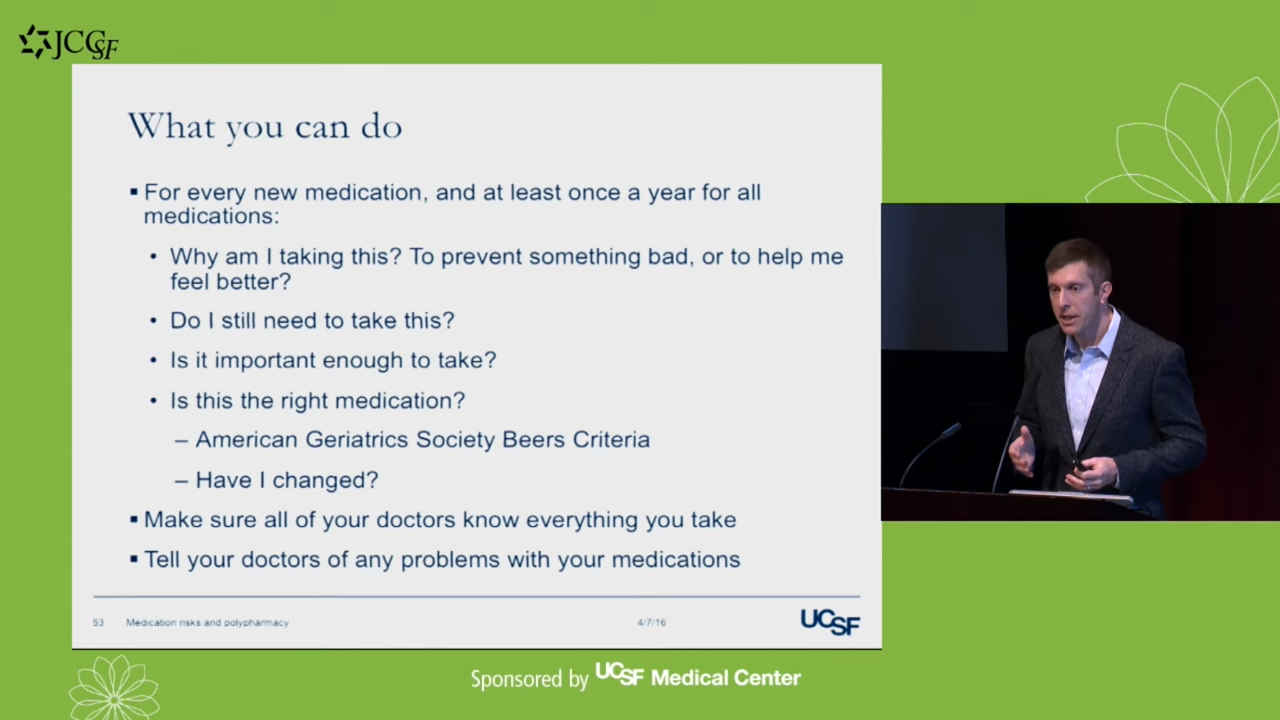 JCCSF
What you can do
▪ For every new medication, and at least once a year for all
medications:
• Why am I taking this? To prevent something bad, or to help me
feel better?
• Do I still need to take this?
• Is it important enough to take?
• Is this the right medication?
– American Geriatrics Society Beers Criteria
– Have I changed?
▪ Make sure all of your doctors know everything you take
▪ Tell your doctors of any problems with your medications
53 Medication risks and polypharmacy 4/7/16 UCSF
Sponsored by UCSF Medical Center